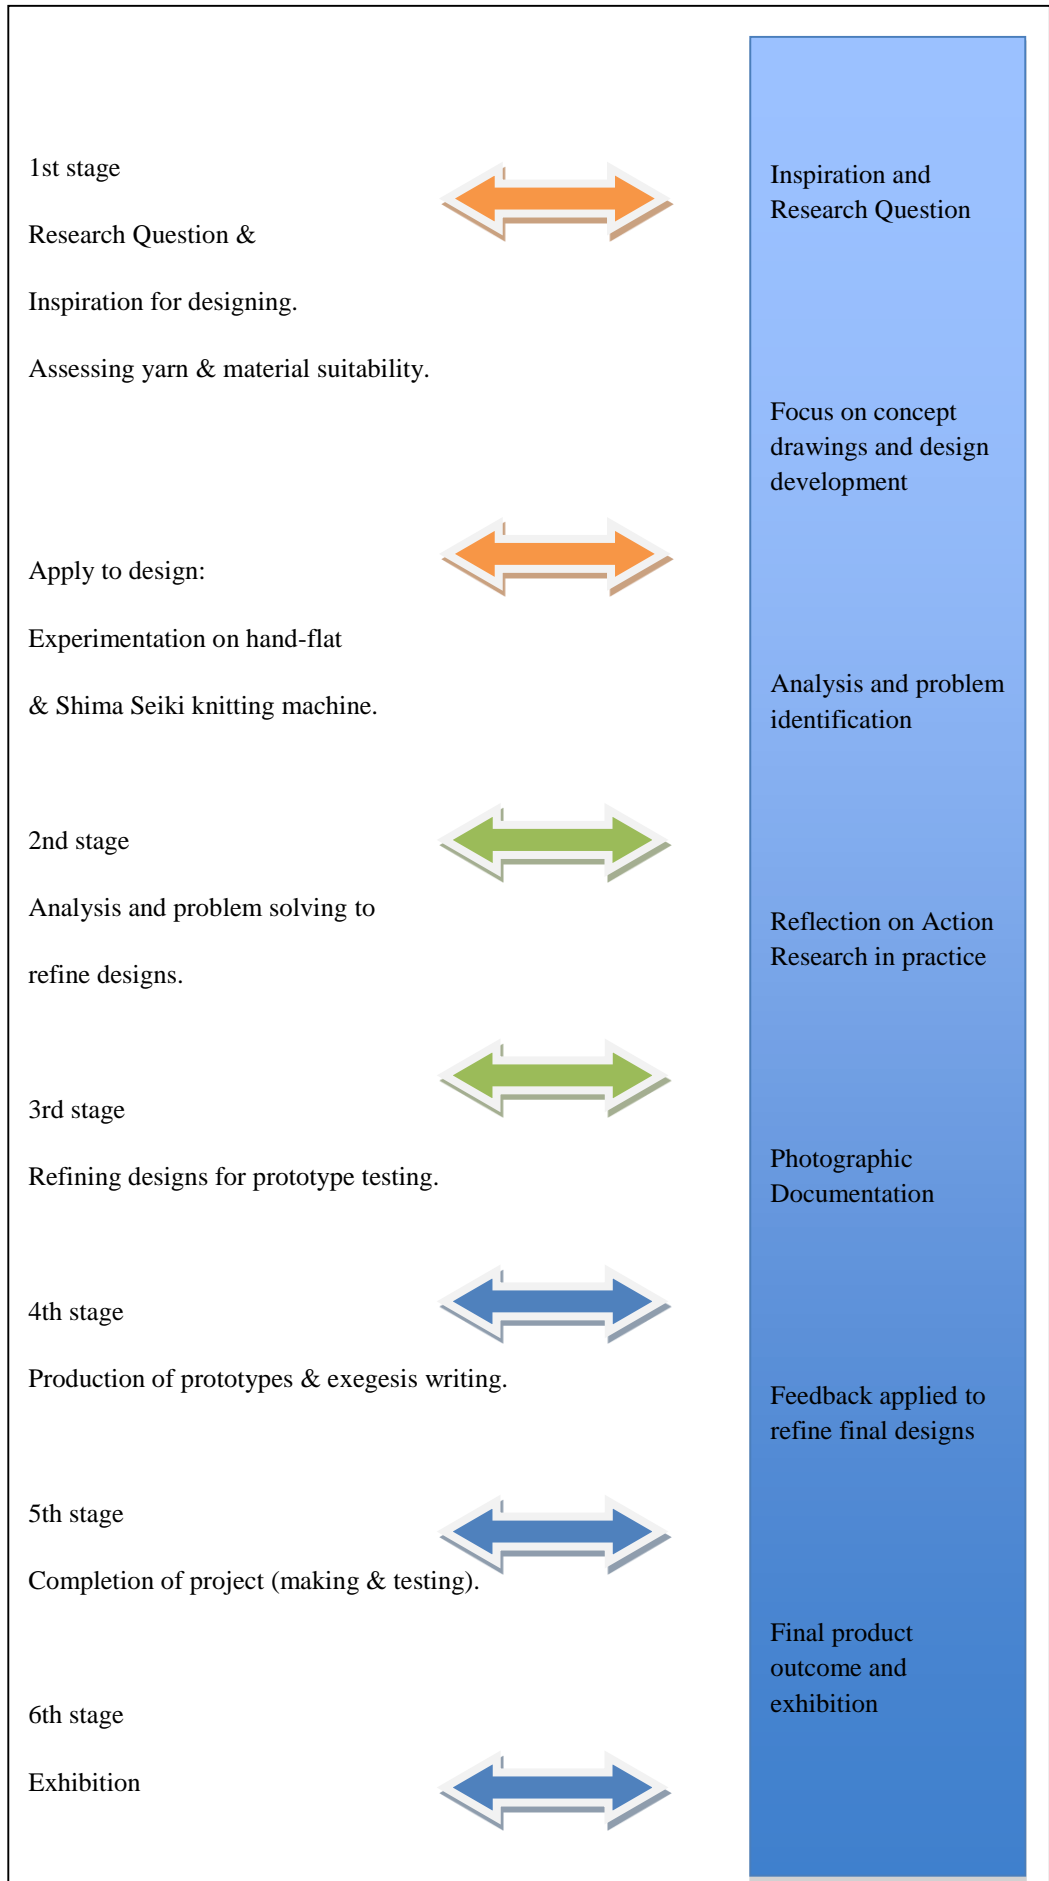 1st stage
Research Question &
Inspiration for designing.
Assessing yarn & material suitability.
Apply to design:
Experimentation on hand-flat
& Shima Seiki knitting machine.
2nd stage
Analysis and problem solving to
refine designs.
3rd stage
Refining designs for prototype testing.
4th stage
Production of prototypes & exegesis writing.
5th stage
Completion of project (making & testing).
6th stage
Exhibition
Inspiration and
Research Question
Focus on concept
drawings and design
development
Analysis and problem
identification
Reflection on Action
Research in practice
Photographic
Documentation
Feedback applied to
refine final designs
Final product
outcome and
exhibition